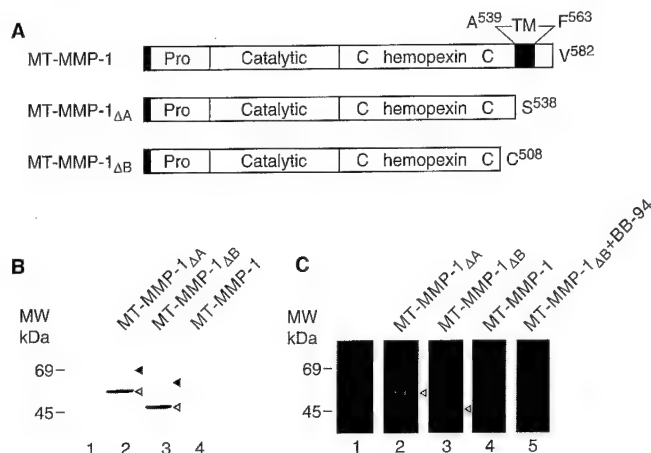 A
A539 TM F563
MT-MMP-1 Pro Catalytic C hemopexin C V582
MT-MMP-1ΔA Pro Catalytic C hemopexin C S538
MT-MMP-1ΔB Pro Catalytic C hemopexin C C508
B
MT-MMP-1ΔA
MT-MMP-1ΔB
MT-MMP-1
MW
kDa
69
45
1 2 3 4
C
MT-MMP-1ΔA
MT-MMP-1ΔB
MT-MMP-1
MT-MMP-1ΔB+BB-94
MW
kDa
69
45
1 2 3 4 5